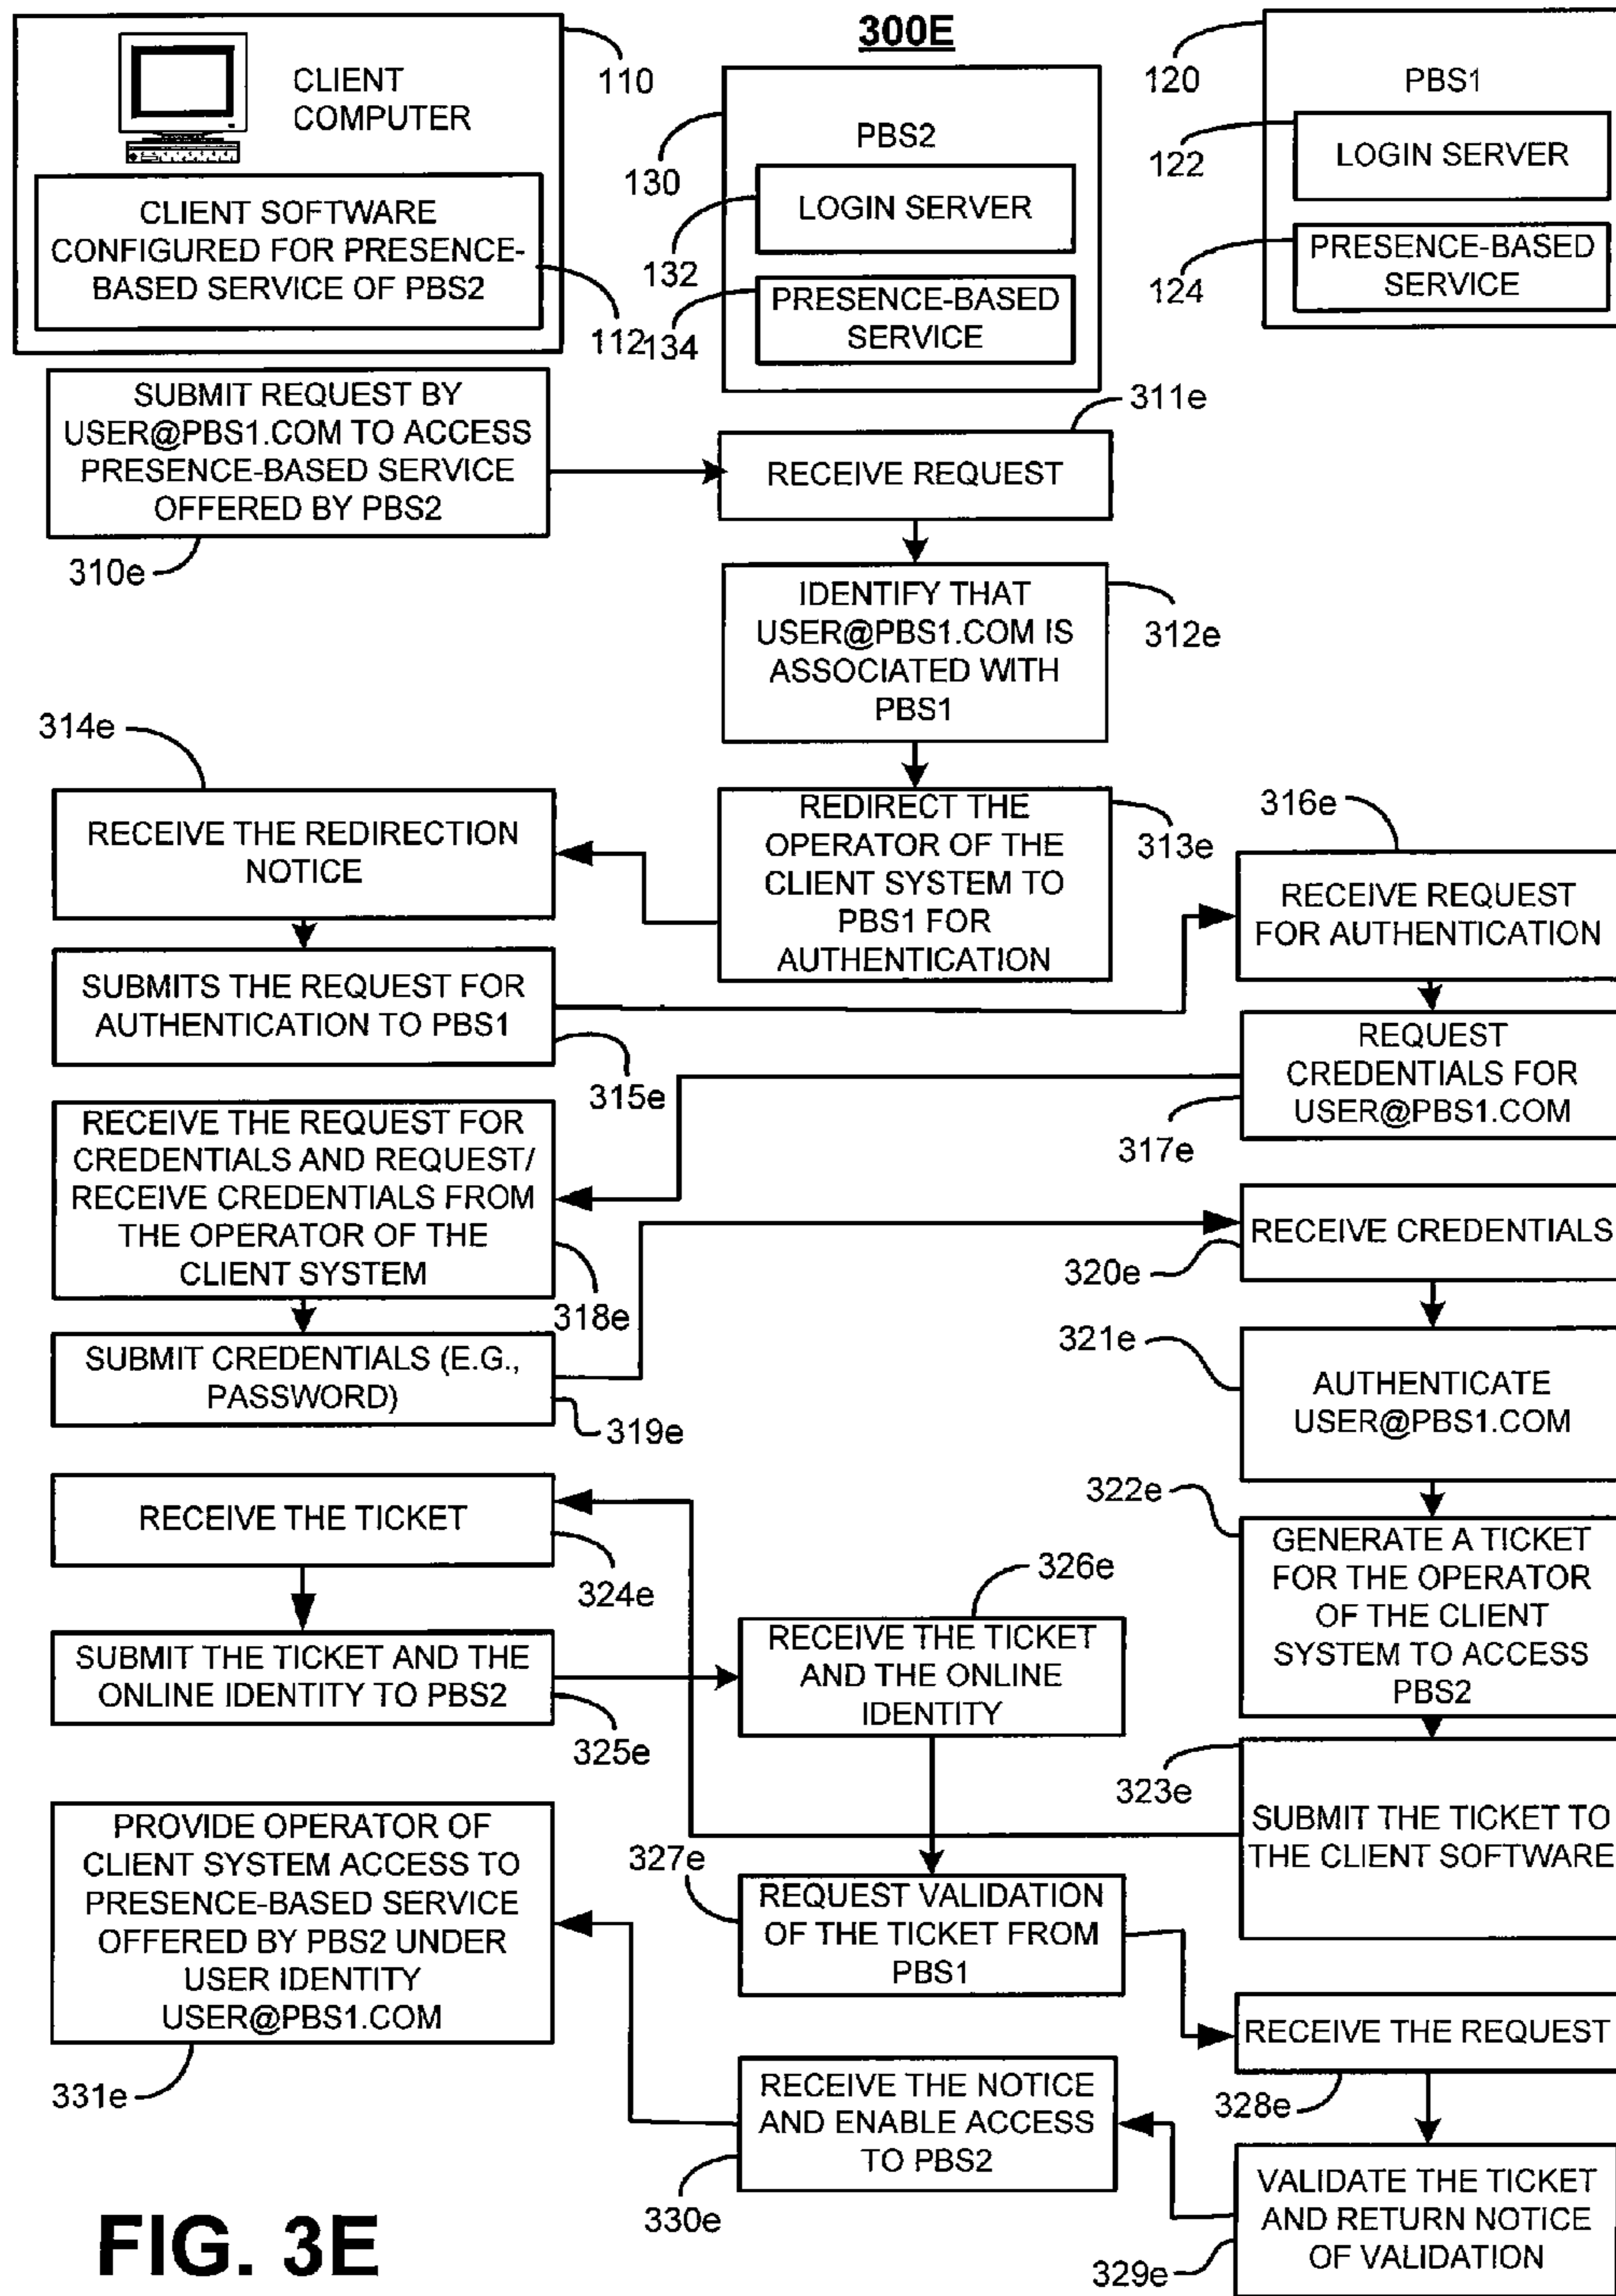 300E
CLIENT
COMPUTER
110
CLIENT SOFTWARE
CONFIGURED FOR PRESENCE-
BASED SERVICE OF PBS2
112
130
PBS2
132
LOGIN SERVER
134
PRESENCE-BASED
SERVICE
120
PBS1
122
LOGIN SERVER
124
PRESENCE-BASED
SERVICE
SUBMIT REQUEST BY
USER@PBS1.COM TO ACCESS
PRESENCE-BASED SERVICE
OFFERED BY PBS2
310e
311e
RECEIVE REQUEST
IDENTIFY THAT
USER@PBS1.COM IS
ASSOCIATED WITH
PBS1
312e
REDIRECT THE
OPERATOR OF THE
CLIENT SYSTEM TO
PBS1 FOR
AUTHENTICATION
313e
314e
RECEIVE THE REDIRECTION
NOTICE
SUBMITS THE REQUEST FOR
AUTHENTICATION TO PBS1
315e
316e
RECEIVE REQUEST
FOR AUTHENTICATION
REQUEST
CREDENTIALS FOR
USER@PBS1.COM
317e
RECEIVE THE REQUEST FOR
CREDENTIALS AND REQUEST/
RECEIVE CREDENTIALS FROM
THE OPERATOR OF THE
CLIENT SYSTEM
318e
SUBMIT CREDENTIALS (E.G.,
PASSWORD)
319e
RECEIVE CREDENTIALS
320e
321e
AUTHENTICATE
USER@PBS1.COM
322e
GENERATE A TICKET
FOR THE OPERATOR
OF THE CLIENT
SYSTEM TO ACCESS
PBS2
323e
SUBMIT THE TICKET TO
THE CLIENT SOFTWARE
RECEIVE THE TICKET
324e
SUBMIT THE TICKET AND THE
ONLINE IDENTITY TO PBS2
325e
326e
RECEIVE THE TICKET
AND THE ONLINE
IDENTITY
327e
REQUEST VALIDATION
OF THE TICKET FROM
PBS1
RECEIVE THE REQUEST
328e
VALIDATE THE TICKET
AND RETURN NOTICE
OF VALIDATION
329e
RECEIVE THE NOTICE
AND ENABLE ACCESS
TO PBS2
330e
PROVIDE OPERATOR OF
CLIENT SYSTEM ACCESS TO
PRESENCE-BASED SERVICE
OFFERED BY PBS2 UNDER
USER IDENTITY
USER@PBS1.COM
331e
FIG. 3E